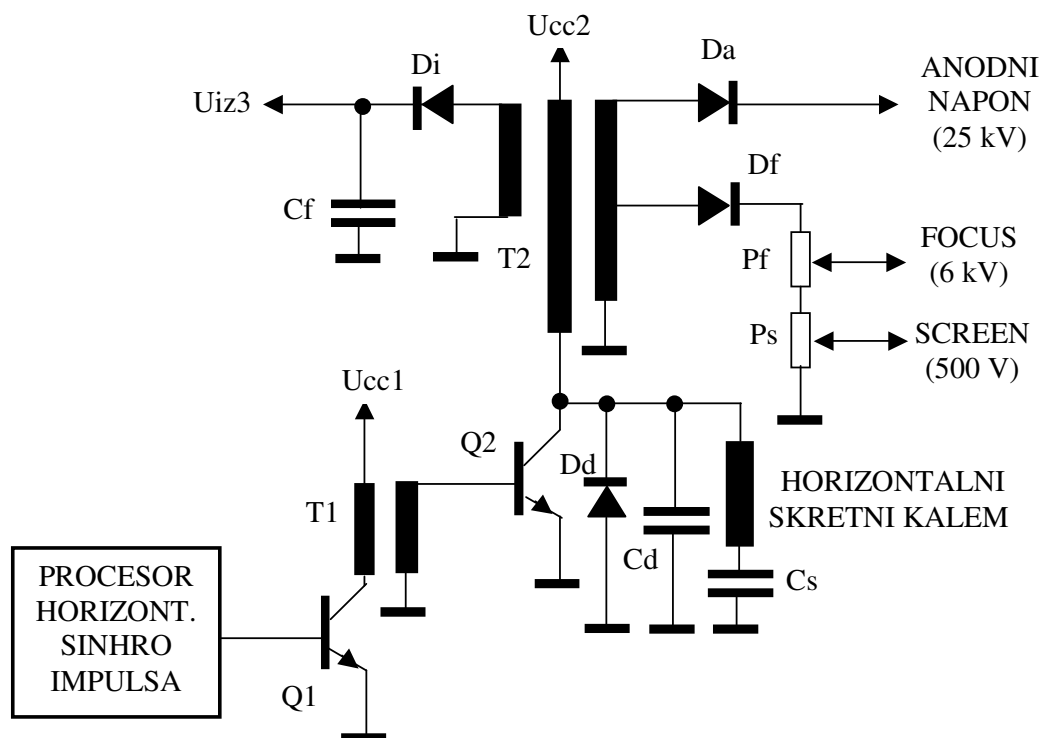 Ucc2
Da
ANODNI
NAPON
(25 kV)
Di
Uiz3
Df
Cf
T2
Pf
FOCUS
(6 kV)
Ps
SCREEN
(500 V)
Ucc1
Q2
Dd
HORIZONTALNI
SKRETNI KALEM
T1
Cd
Cs
PROCESOR
HORIZONT.
SINHRO
IMPULSA
Q1